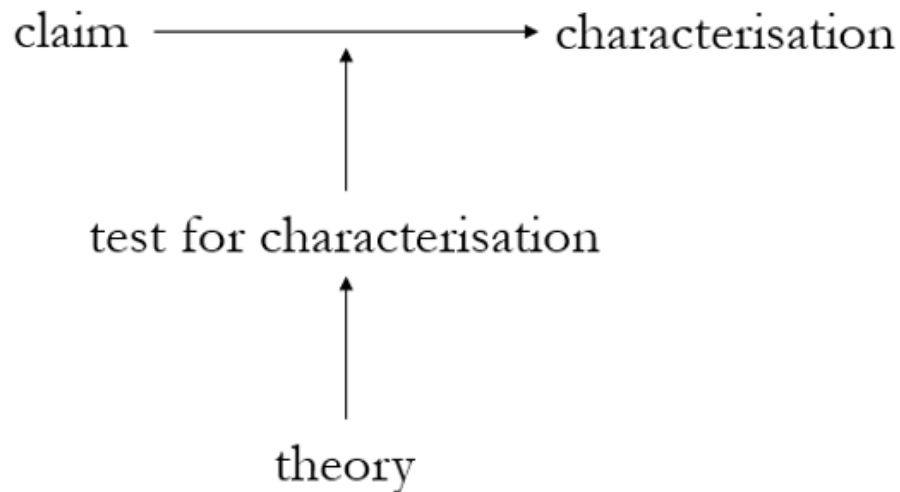 claim
characterisation
test for characterisation
theory